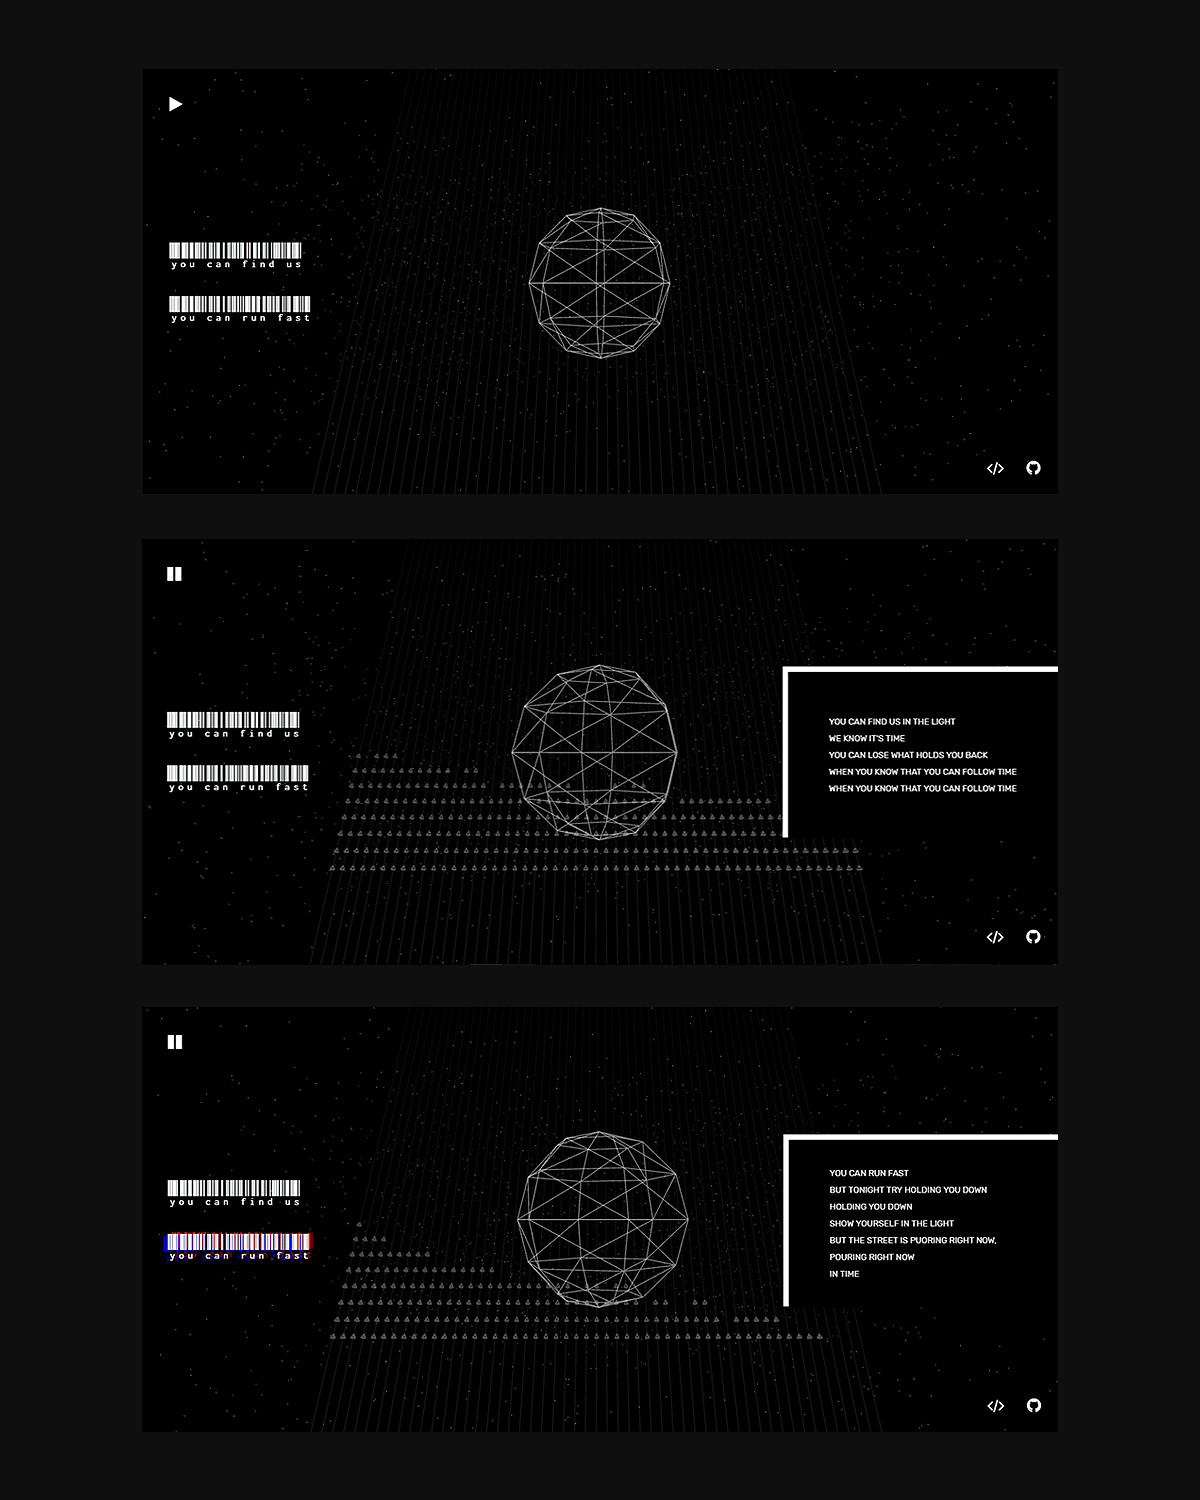 you can find us
you can run fast
</>
you can find us
you can run fast
YOU CAN FIND US IN THE LIGHT
WE KNOW IT'S TIME
YOU CAN LOSE WHAT HOLDS YOU BACK
WHEN YOU KNOW THAT YOU CAN FOLLOW TIME
WHEN YOU KNOW THAT YOU CAN FOLLOW TIME
</>
you can find us
you can run fast
YOU CAN RUN FAST
BUT TONIGHT TRY HOLDING YOU DOWN
HOLDING YOU DOWN
SHOW YOURSELF IN THE LIGHT
BUT THE STREET IS PUORING RIGHT NOW,
POURING RIGHT NOW
IN TIME
</>